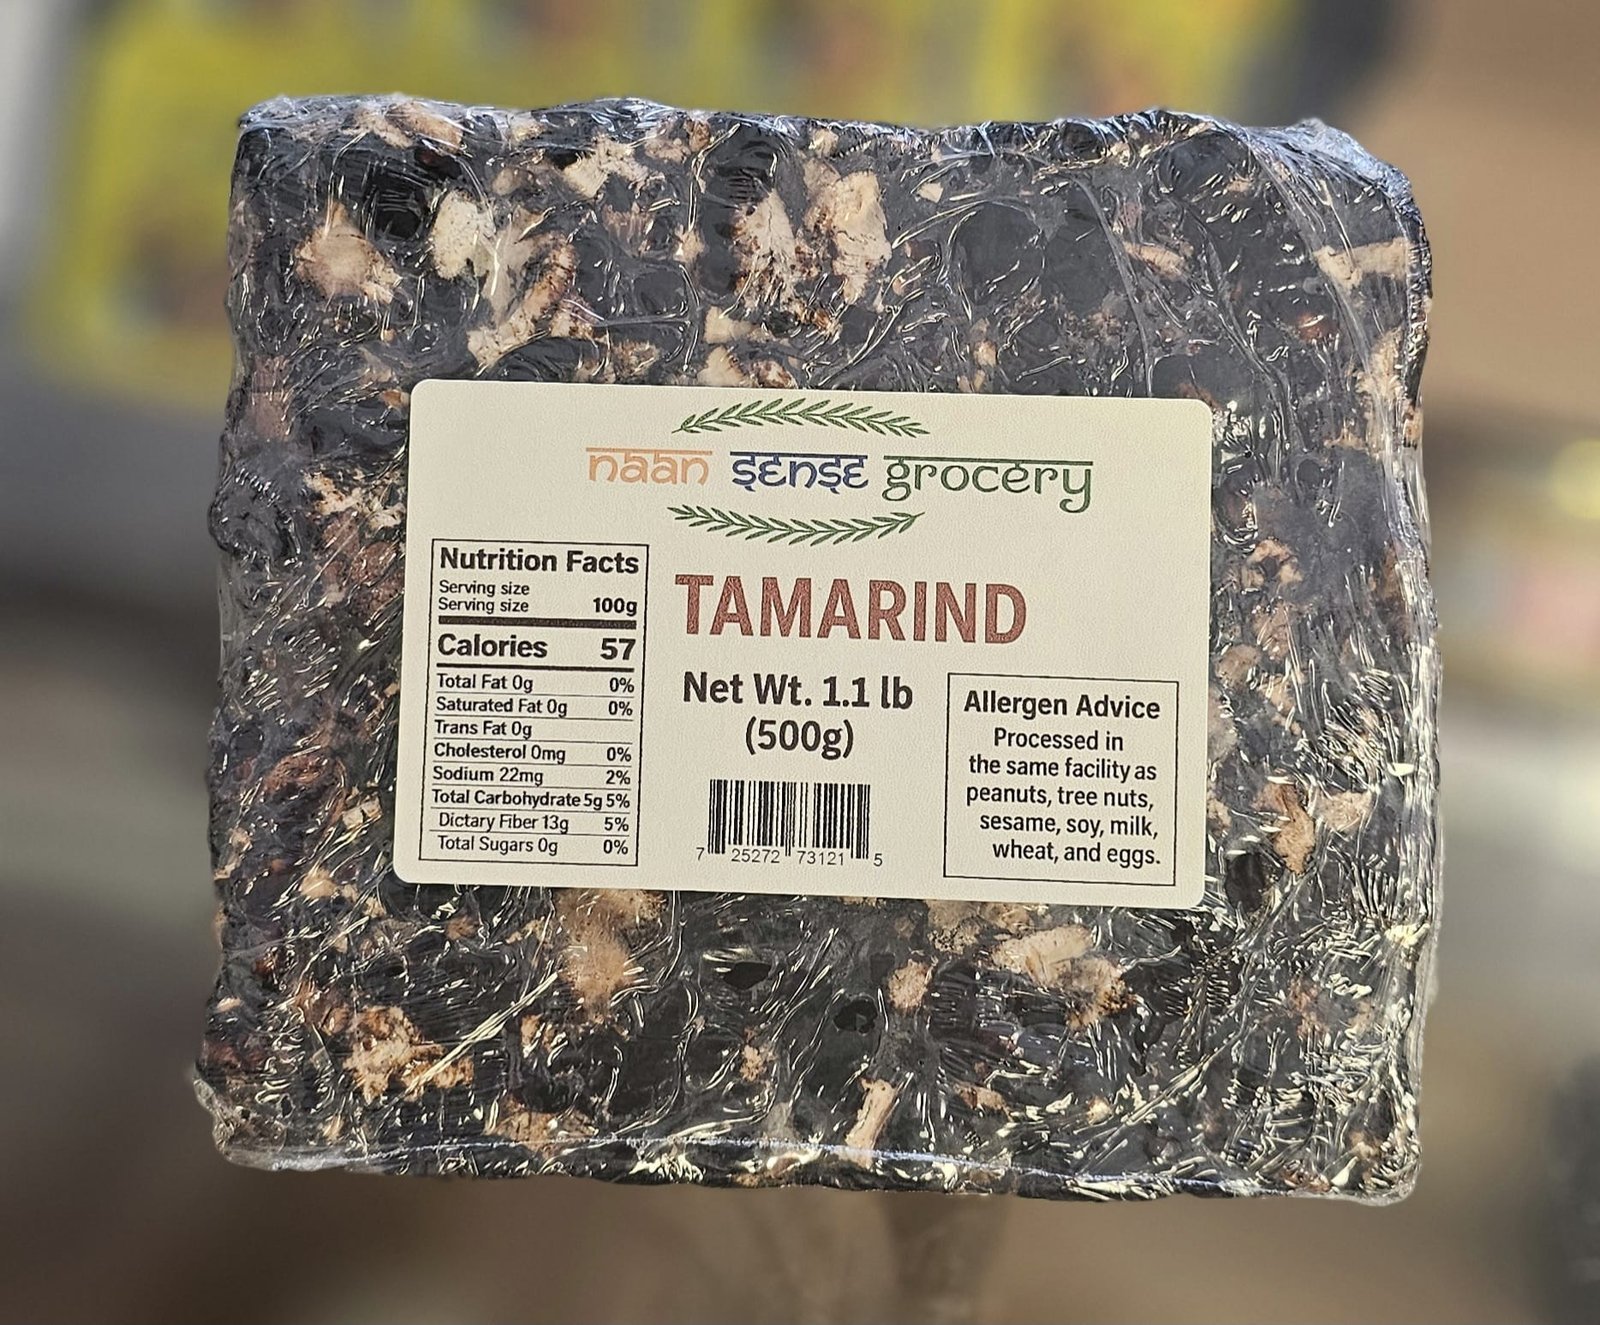 naan sense grocery
Nutrition Facts
Serving size
Serving size 100g
Calories 57
Total Fat 0g 0%
Saturated Fat 0g 0%
Trans Fat 0g
Cholesterol 0mg 0%
Sodium 22mg 2%
Total Carbohydrate 5g 5%
Dictary Fiber 13g 5%
Total Sugars 0g 0%
TAMARIND
Net Wt. 1.1 lb
(500g)
7 25272 73121 5
Allergen Advice
Processed in
the same facility as
peanuts, tree nuts,
sesame, soy, milk,
wheat, and eggs.